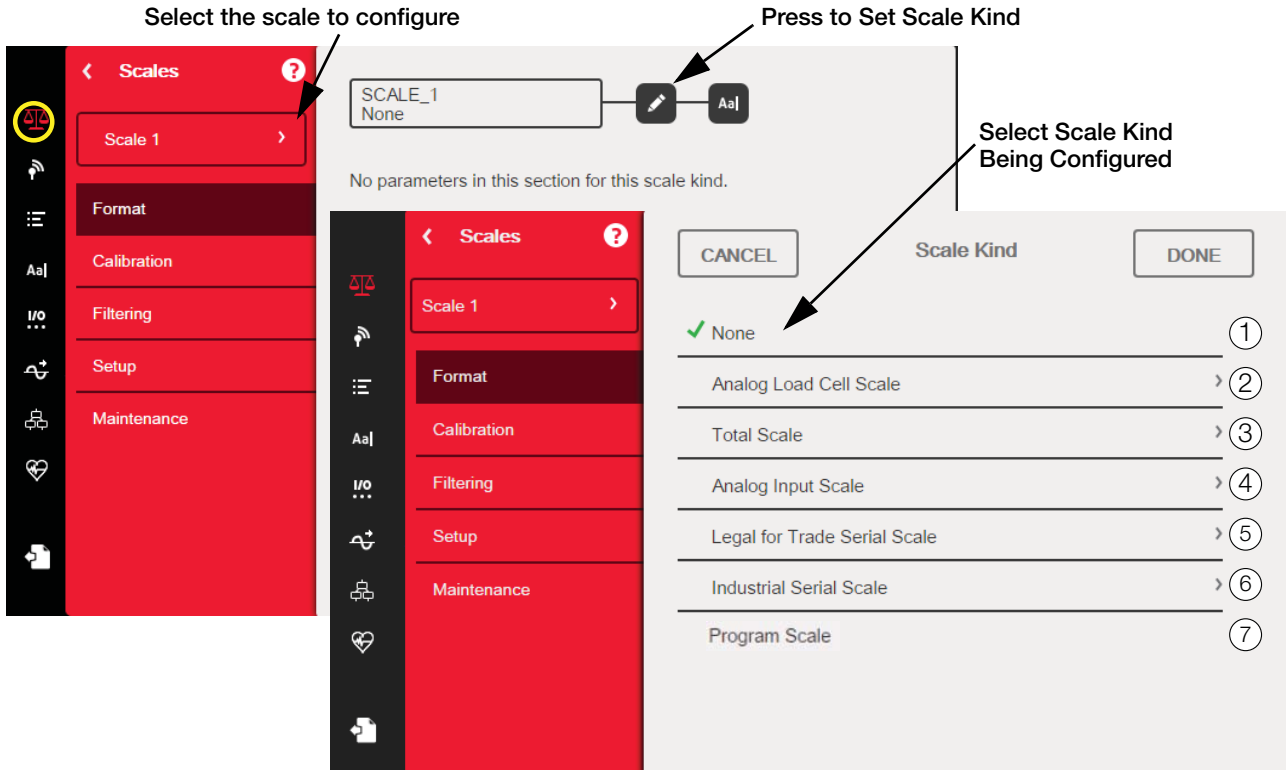 Select the scale to configure
Press to Set Scale Kind
Scales
?
Scale 1
Format
Calibration
Filtering
Setup
Maintenance
Aa
I/O
SCALE_1
None
Aa
No parameters in this section for this scale kind.
Select Scale Kind
Being Configured
Scales
?
Scale 1
Format
Calibration
Filtering
Setup
Maintenance
Aa
I/O
CANCEL
Scale Kind
DONE
None 1
Analog Load Cell Scale 2
Total Scale 3
Analog Input Scale 4
Legal for Trade Serial Scale 5
Industrial Serial Scale 6
Program Scale 7